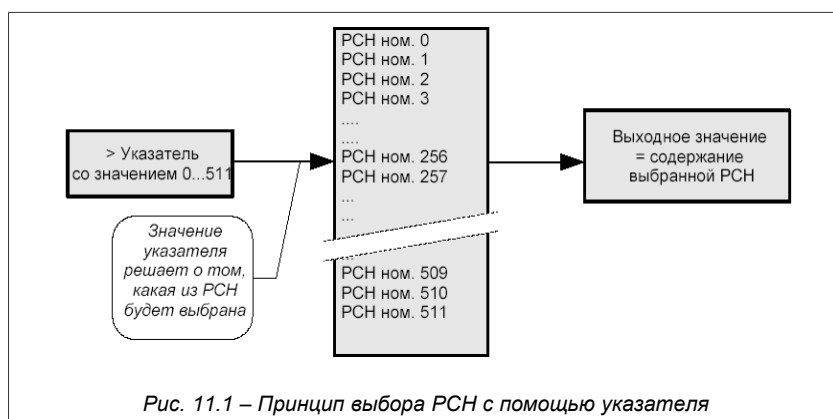 > Указатель
со значением 0...511
Значение
указателя
решает о том,
какая из РСН
будет выбрана
РСН ном. 0
РСН ном. 1
РСН ном. 2
РСН ном. 3
....
....
РСН ном. 256
РСН ном. 257
...
...
...
РСН ном. 509
РСН ном. 510
РСН ном. 511
Выходное значение
= содержание
выбранной РСН
Рис. 11.1 – Принцип выбора РСН с помощью указателя